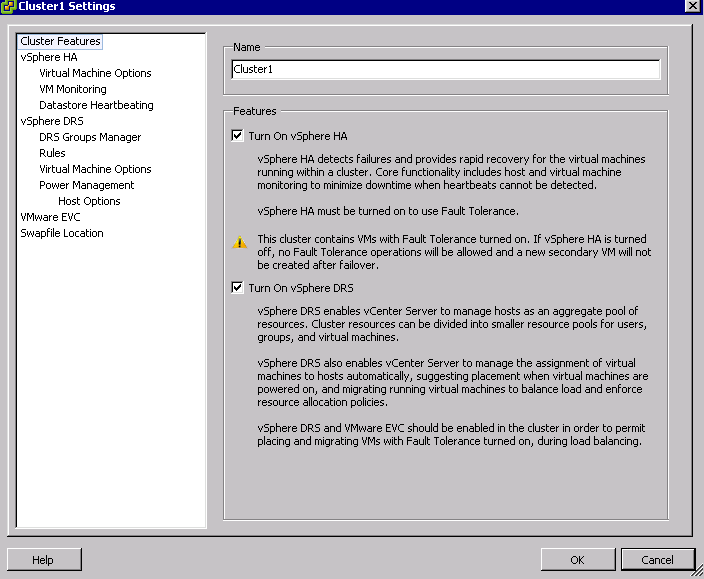 Cluster1 Settings
Cluster Features
vSphere HA
Virtual Machine Options
VM Monitoring
Datastore Heartbeating
vSphere DRS
DRS Groups Manager
Rules
Virtual Machine Options
Power Management
Host Options
VMware EVC
Swapfile Location
Name
Cluster1
Features
Turn On vSphere HA
vSphere HA detects failures and provides rapid recovery for the virtual machines
running within a cluster. Core functionality includes host and virtual machine
monitoring to minimize downtime when heartbeats cannot be detected.
vSphere HA must be turned on to use Fault Tolerance.
This cluster contains VMs with Fault Tolerance turned on. If vSphere HA is turned
off, no Fault Tolerance operations will be allowed and a new secondary VM will not
be created after failover.
Turn On vSphere DRS
vSphere DRS enables vCenter Server to manage hosts as an aggregate pool of
resources. Cluster resources can be divided into smaller resource pools for users,
groups, and virtual machines.
vSphere DRS also enables vCenter Server to manage the assignment of virtual
machines to hosts automatically, suggesting placement when virtual machines are
powered on, and migrating running virtual machines to balance load and enforce
resource allocation policies.
vSphere DRS and VMware EVC should be enabled in the cluster in order to permit
placing and migrating VMs with Fault Tolerance turned on, during load balancing.
Help
OK
Cancel